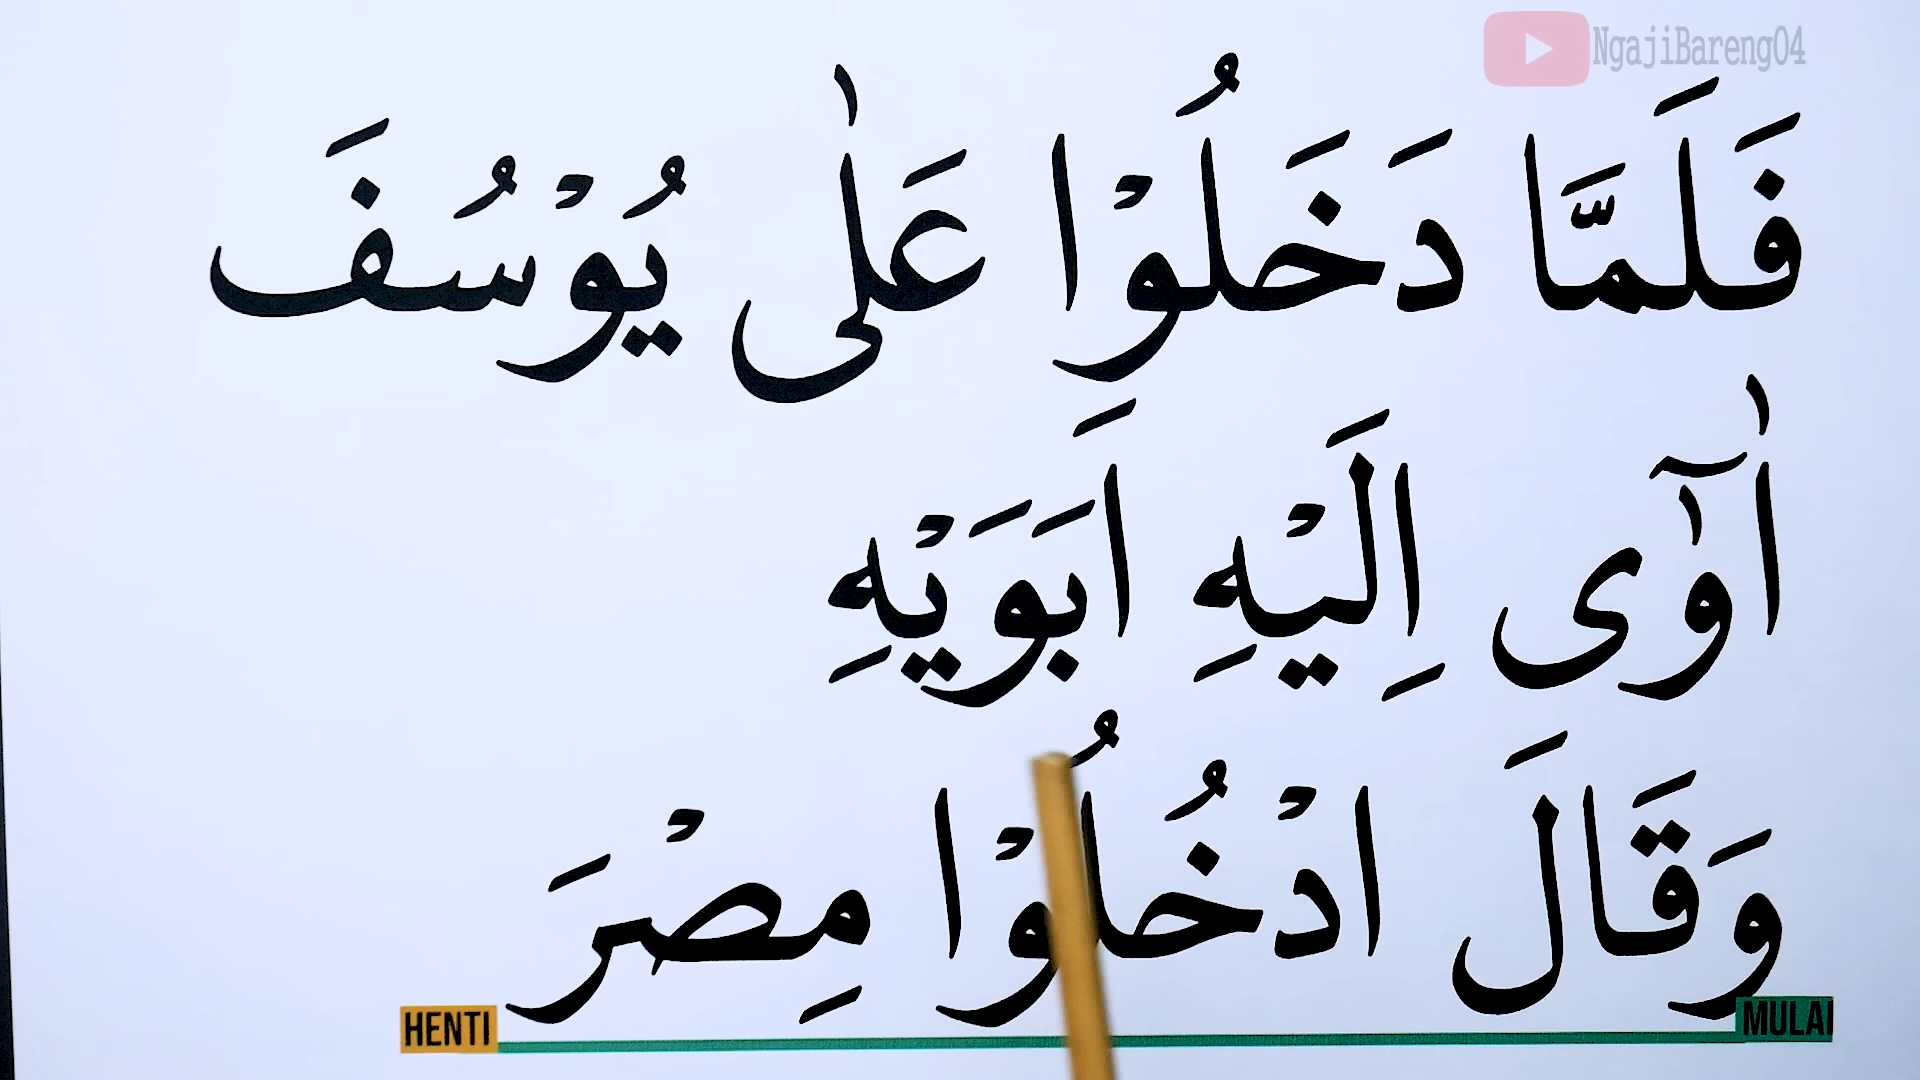 NgajiBareng04
فَلَمَّا دَخَلُوْا عَلٰى يُوْسُفَ
اٰوٰٓى اِلَيْهِ اَبَوَيْهِ
وَقَالَ ادْخُلُوْا مِصْرَ
HENTI MULAI